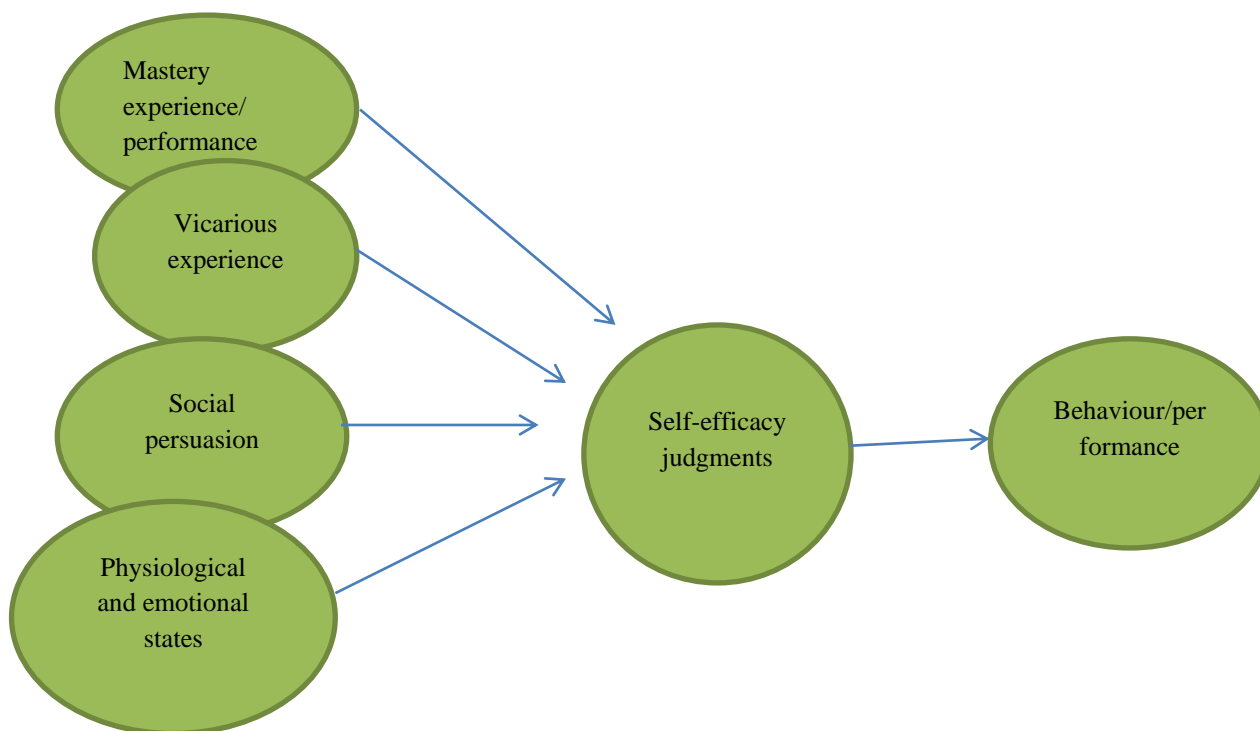 Mastery
experience/
performance
Vicarious
experience
Social
persuasion
Physiological
and emotional
states
Self-efficacy
judgments
Behaviour/per
formance